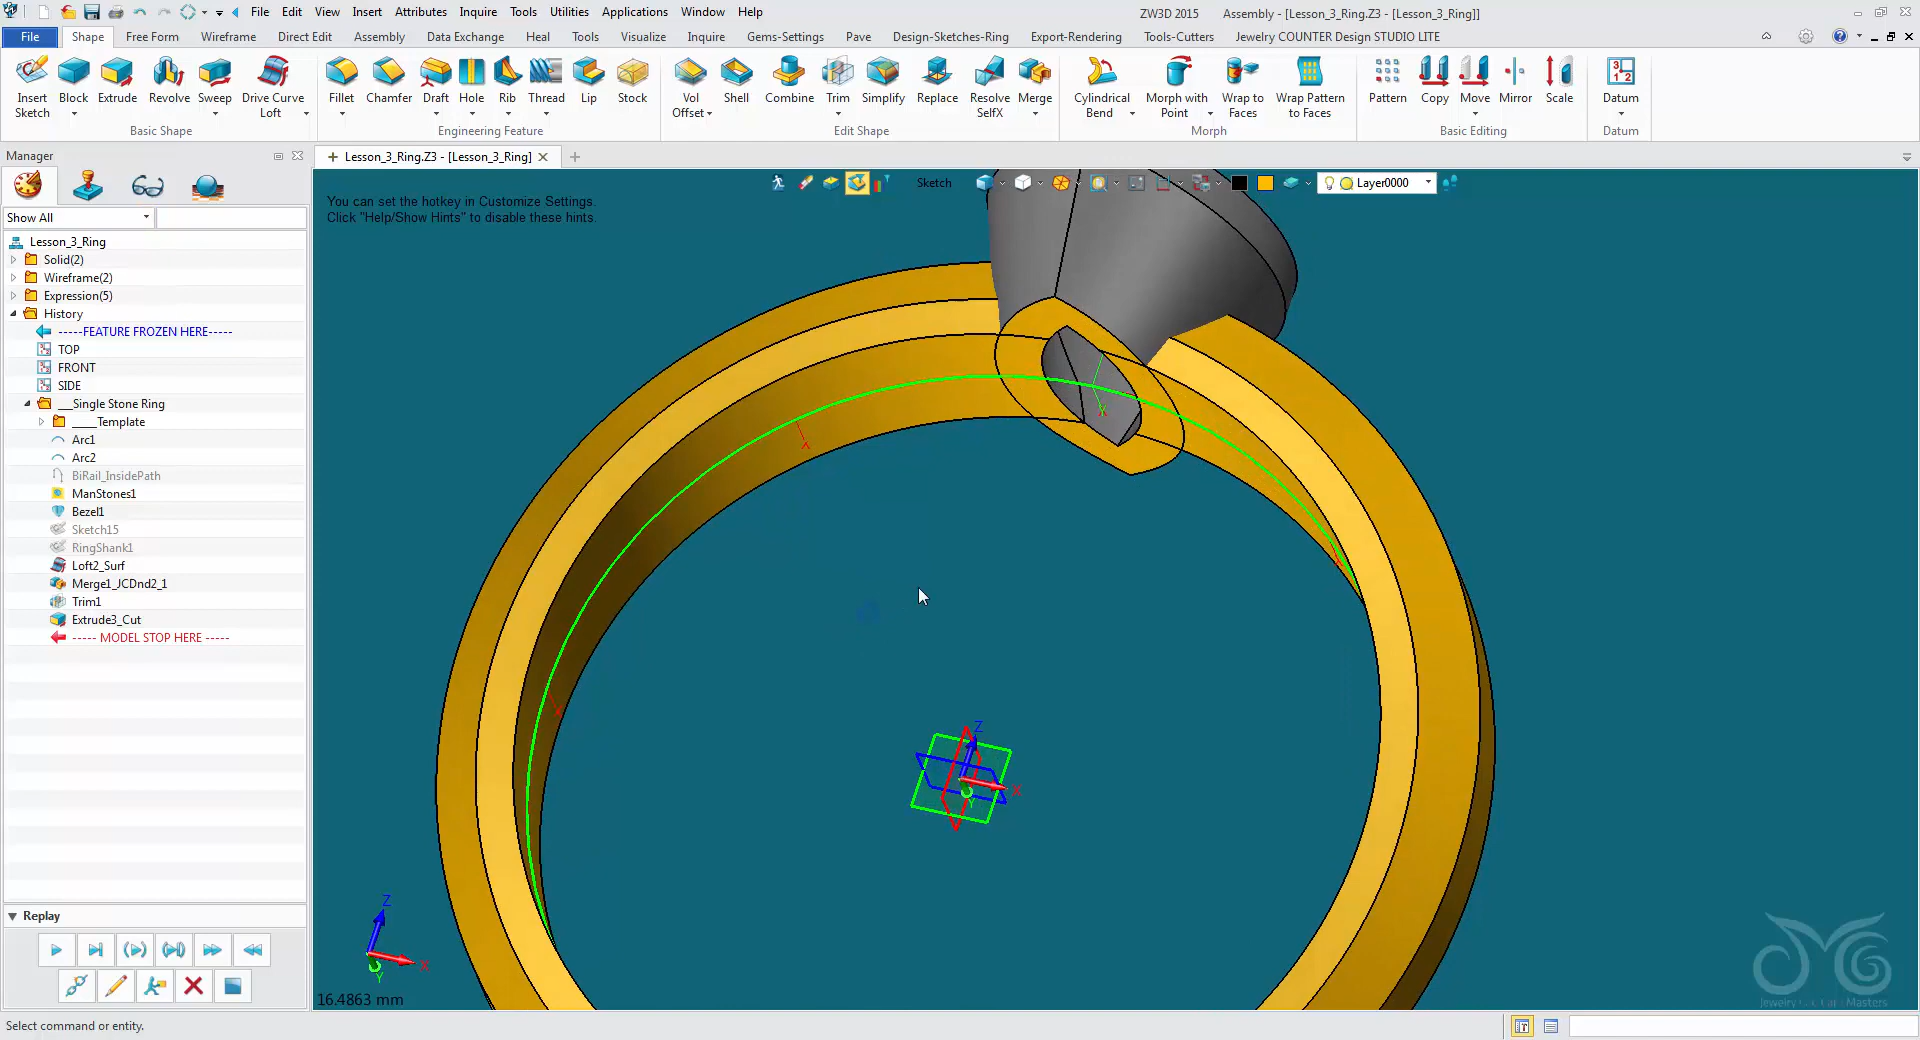 File Edit View Insert Attributes Inquire Tools Utilities Applications Window Help
ZW3D 2015 Assembly - [Lesson_3_Ring.Z3 - [Lesson_3_Ring]]
File Shape Free Form Wireframe Direct Edit Assembly Data Exchange Heal Tools Visualize Inquire Gems-Settings Pave Design-Sketches-Ring Export-Rendering Tools-Cutters Jewelry COUNTER Design STUDIO LITE
Insert Sketch Block Extrude Revolve Sweep Drive Curve Loft
Fillet Chamfer Draft Hole Rib Thread Lip Stock
Vol Offset Shell Combine Trim Simplify Replace Resolve SelfX Merge
Cylindrical Bend Morph with Point Wrap to Faces Wrap Pattern to Faces
Pattern Copy Move Mirror Scale Datum
Basic Shape Engineering Feature Edit Shape Morph Basic Editing Datum
Manager
Lesson_3_Ring.Z3 - [Lesson_3_Ring]
Sketch
Layer0000
You can set the hotkey in Customize Settings.
Click "Help/Show Hints" to disable these hints.
Show All
Lesson_3_Ring
Solid(2)
Wireframe(2)
Expression(5)
History
-----FEATURE FROZEN HERE-----
TOP
FRONT
SIDE
__Single Stone Ring
____Template
Arc1
Arc2
BiRail_InsidePath
ManStones1
Bezel1
Sketch15
RingShank1
Loft2_Surf
Merge1_JCDnd2_1
Trim1
Extrude3_Cut
----- MODEL STOP HERE -----
X
X
X
Z
X
Y
Replay
Z
X
Y
16.4863 mm
Select command or entity.